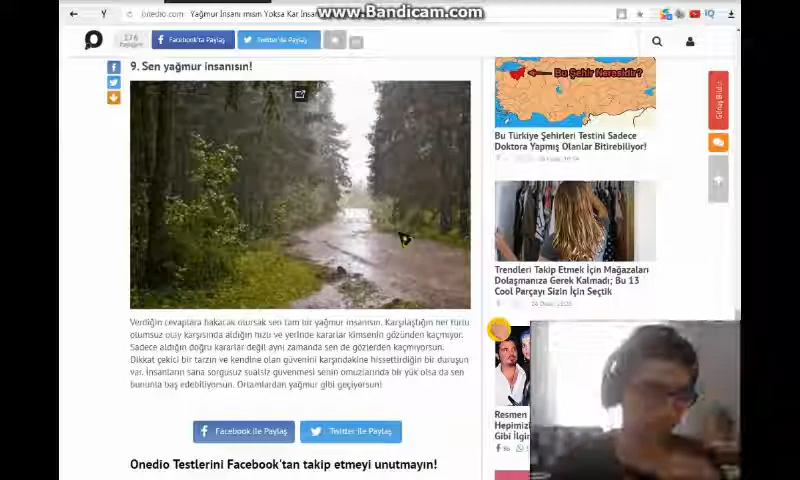 www.Bandicam.com
onedio.com Yağmur İnsanı mısın Yoksa Kar İnsanı
176
Paylaşım
Facebook'ta Paylaş
Twitter'da Paylaş
9. Sen yağmur insanısın!
Verdiğin cevaplara bakacak olursak sen tam bir yağmur insanısın. Karşılaştığın her türlü
olumsuz olay karşısında aldığın hızlı ve yerinde kararlar kimsenin gözünden kaçmıyor.
Sadece aldığın doğru kararlar değil aynı zamanda sen de gözlerden kaçmıyorsun.
Dikkat çekici bir tarzın ve kendine olan güvenini karşındakine hissettirdiğin bir duruşun
var. İnsanların sana sorgusuz sualsiz güvenmesi senin omuzlarında bir yük olsa da sen
bununla baş edebiliyorsun. Ortamlardan yağmur gibi geçiyorsun!
Facebook ile Paylaş
Twitter ile Paylaş
Onedio Testlerini Facebook'tan takip etmeyi unutmayın!
Bu Şehir Neresidir?
Bu Türkiye Şehirleri Testini Sadece
Doktora Yapmış Olanlar Bitirebiliyor!
Trendleri Takip Etmek İçin Mağazaları
Dolaşmanıza Gerek Kalmadı; Bu 13
Cool Parçayı Sizin İçin Seçtik
Resmen
Hepimizi
Gibi İlginç
Görüş Bildir